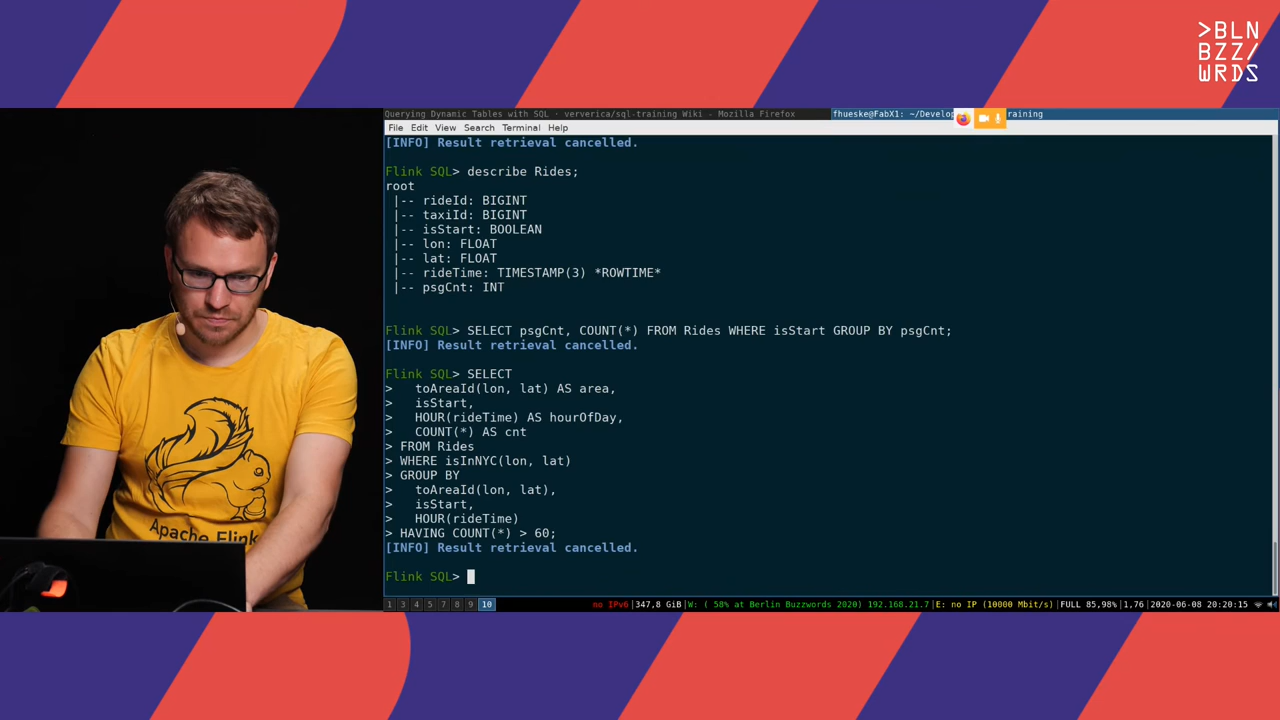 >BLN
BZZ/
WRDS
Querying Dynamic Tables with SQL · ververica/sql-training Wiki - Mozilla Firefox
fhueske@FabX1: ~/Develop
raining
File Edit View Search Terminal Help
[INFO] Result retrieval cancelled.
Flink SQL> describe Rides;
root
|-- rideId: BIGINT
|-- taxiId: BIGINT
|-- isStart: BOOLEAN
|-- lon: FLOAT
|-- lat: FLOAT
|-- rideTime: TIMESTAMP(3) *ROWTIME*
|-- psgCnt: INT
Flink SQL> SELECT psgCnt, COUNT(*) FROM Rides WHERE isStart GROUP BY psgCnt;
[INFO] Result retrieval cancelled.
Flink SQL> SELECT
>   toAreaId(lon, lat) AS area,
>   isStart,
>   HOUR(rideTime) AS hourOfDay,
>   COUNT(*) AS cnt
> FROM Rides
> WHERE isInNYC(lon, lat)
> GROUP BY
>   toAreaId(lon, lat),
>   isStart,
>   HOUR(rideTime)
> HAVING COUNT(*) > 60;
[INFO] Result retrieval cancelled.
Flink SQL>
Apache Flink
1 3 4 5 7 8 9 10
no IPv6|347,8 GiB|W: ( 58% at Berlin Buzzwords 2020) 192.168.21.7|E: no IP (10000 Mbit/s)|FULL 85,98%|1,76|2020-06-08 20:20:15